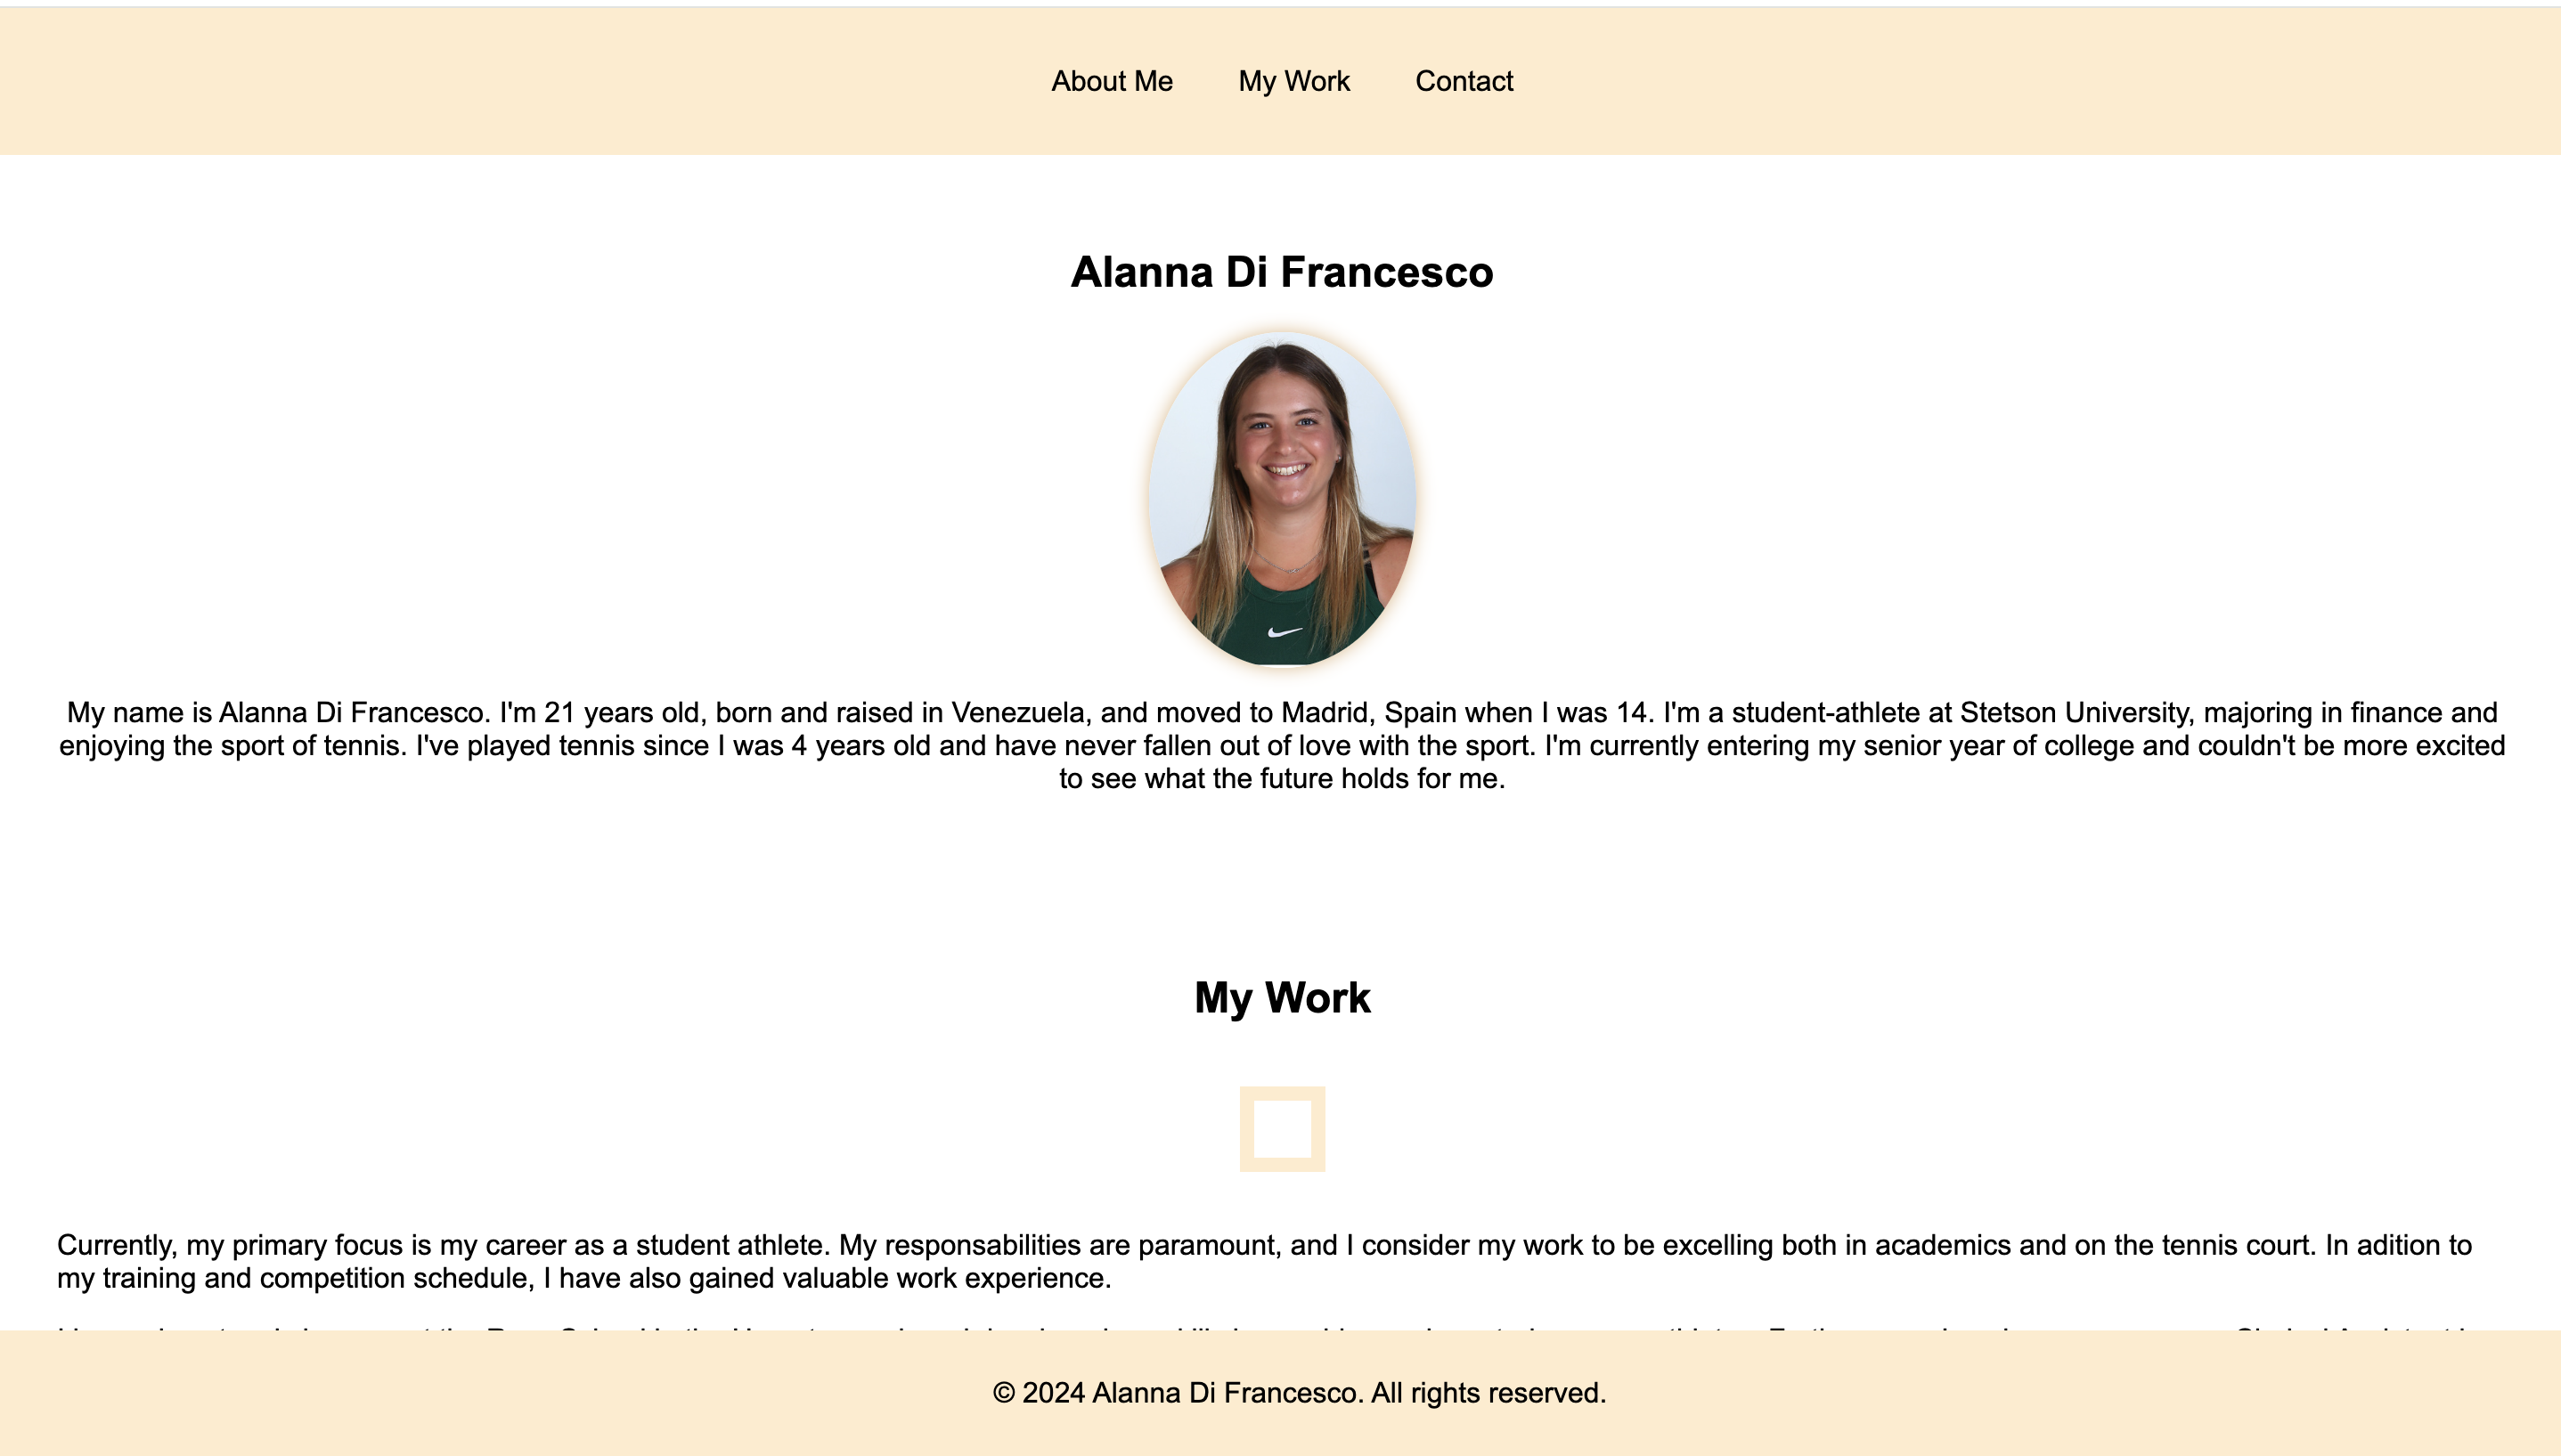 About Me My Work Contact
Alanna Di Francesco
My name is Alanna Di Francesco. I'm 21 years old, born and raised in Venezuela, and moved to Madrid, Spain when I was 14. I'm a student-athlete at Stetson University, majoring in finance and
enjoying the sport of tennis. I've played tennis since I was 4 years old and have never fallen out of love with the sport. I'm currently entering my senior year of college and couldn't be more excited
to see what the future holds for me.
My Work
Currently, my primary focus is my career as a student athlete. My responsabilities are paramount, and I consider my work to be excelling both in academics and on the tennis court. In adition to
my training and competition schedule, I have also gained valuable work experience.
© 2024 Alanna Di Francesco. All rights reserved.